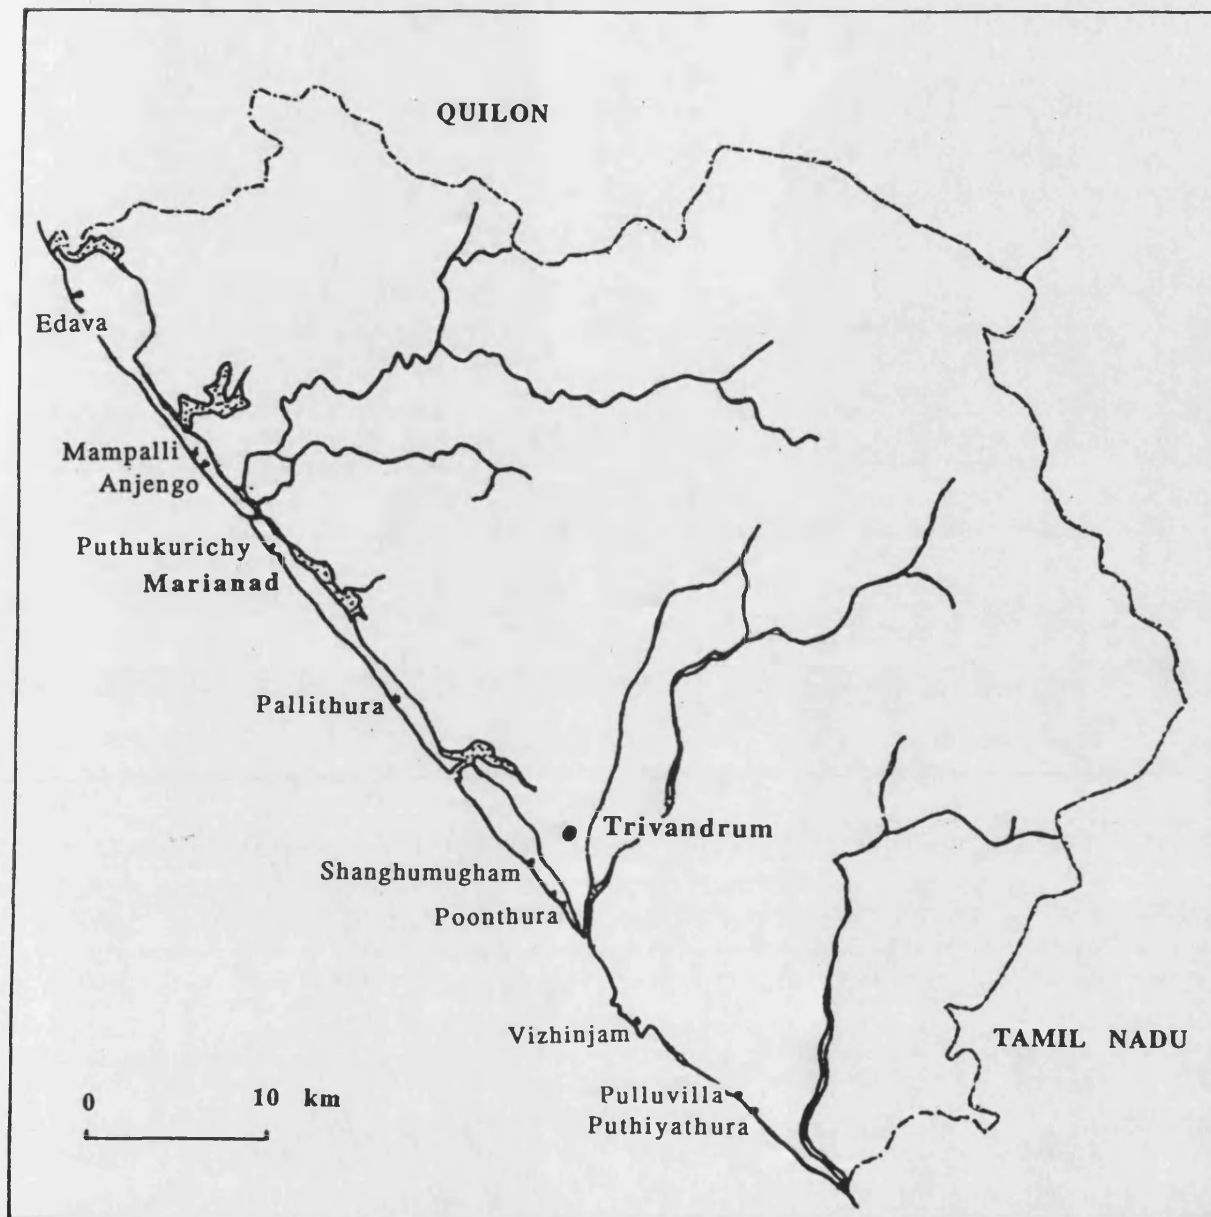 QUILON
Edava
Mampalli
Anjengo
Puthukurichy
Marianad
Pallithura
Trivandrum
Shanghumugham
Poonthura
Vizhinjam
TAMIL NADU
Pulluvilla
Puthiyathura
0 10 km